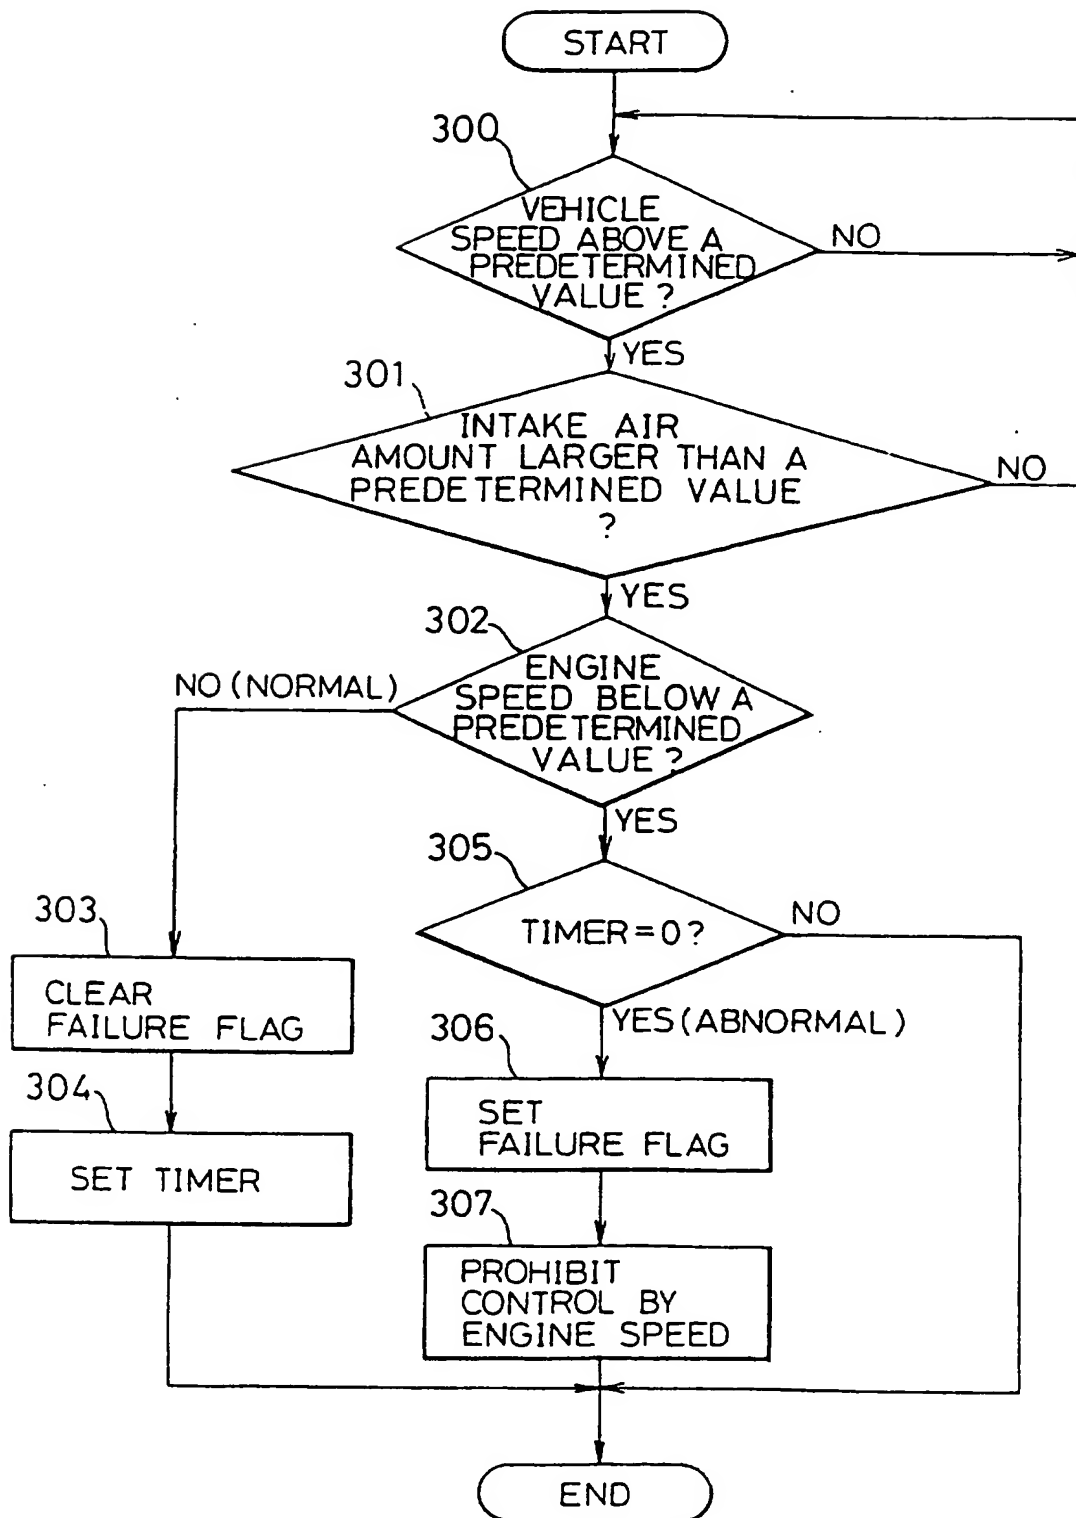 START
300
VEHICLE
SPEED ABOVE A
PREDETERMINED
VALUE?
NO
YES
301
INTAKE AIR
AMOUNT LARGER THAN A
PREDETERMINED VALUE
?
NO
YES
302
ENGINE
SPEED BELOW A
PREDETERMINED
VALUE?
NO (NORMAL)
YES
305
TIMER=0?
NO
YES (ABNORMAL)
303
CLEAR
FAILURE FLAG
304
SET TIMER
306
SET
FAILURE FLAG
307
PROHIBIT
CONTROL BY
ENGINE SPEED
END